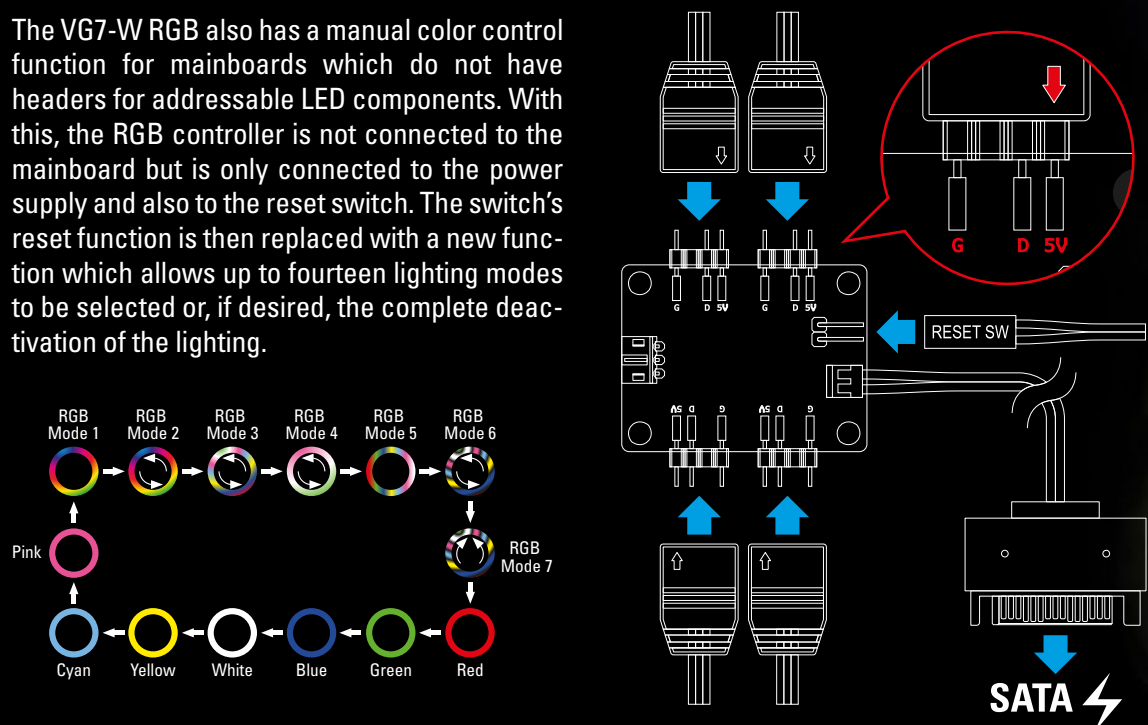 The VG7-W RGB also has a manual color control
function for mainboards which do not have
headers for addressable LED components. With
this, the RGB controller is not connected to the
mainboard but is only connected to the power
supply and also to the reset switch. The switch’s
reset function is then replaced with a new func-
tion which allows up to fourteen lighting modes
to be selected or, if desired, the complete deac-
tivation of the lighting.
RGB
Mode 1
RGB
Mode 2
RGB
Mode 3
RGB
Mode 4
RGB
Mode 5
RGB
Mode 6
Pink
RGB
Mode 7
Cyan
Yellow
White
Blue
Green
Red
G D 5V
G D 5V
G D 5V
RESET SW
5V D G
5V D G
SATA